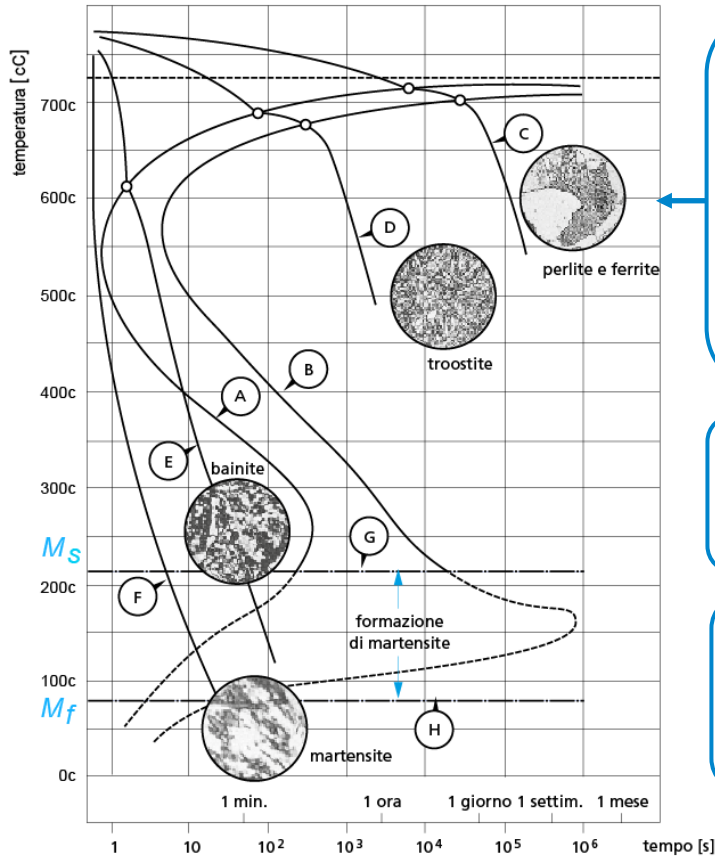 temperatura [cC]
700c
600c
500c
400c
300c
200c
100c
0c
Ms
Mf
C
D
perlite e ferrite
troostite
B
A
E
bainite
G
F
formazione
di martensite
H
martensite
1 min.
1 ora
1 giorno
1 settim.
1 mese
1
10
10²
10³
10⁴
10⁵
10⁶
tempo [s]